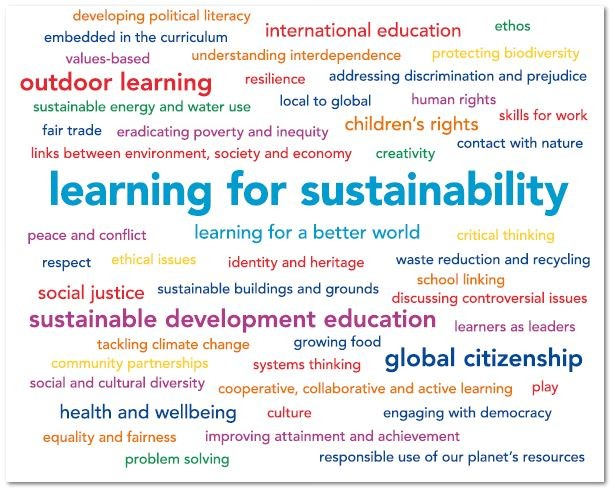 developing political literacy
international education
ethos
embedded in the curriculum
values-based
understanding interdependence
protecting biodiversity
outdoor learning
resilience
addressing discrimination and prejudice
sustainable energy and water use
local to global
human rights
skills for work
fair trade
eradicating poverty and inequity
children's rights
contact with nature
links between environment, society and economy
creativity
learning for sustainability
peace and conflict
learning for a better world
critical thinking
respect
ethical issues
identity and heritage
waste reduction and recycling
school linking
social justice
sustainable buildings and grounds
discussing controversial issues
sustainable development education
learners as leaders
tackling climate change
growing food
global citizenship
community partnerships
systems thinking
social and cultural diversity
cooperative, collaborative and active learning
play
health and wellbeing
culture
engaging with democracy
equality and fairness
improving attainment and achievement
problem solving
responsible use of our planet's resources